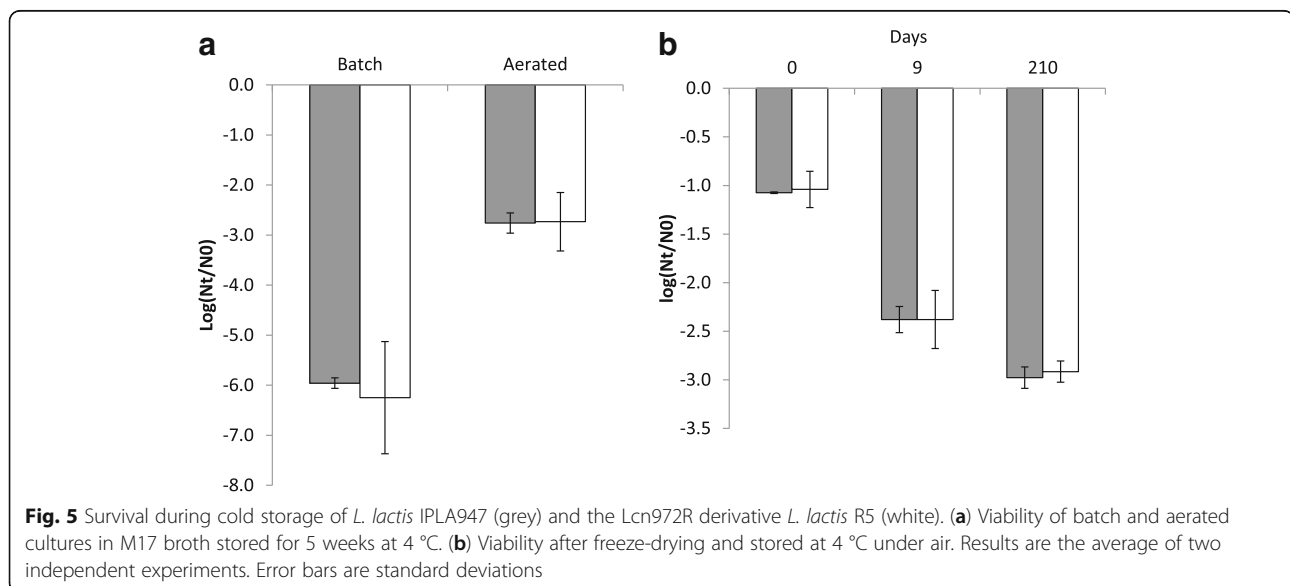 a
Batch
Aerated
0.0
-1.0
-2.0
-3.0
-4.0
-5.0
-6.0
-7.0
-8.0
Log(Nt/N0)
b
Days
0
9
210
0.0
-0.5
-1.0
-1.5
-2.0
-2.5
-3.0
-3.5
log(Nt/N0)
Fig. 5 Survival during cold storage of L. lactis IPLA947 (grey) and the Lcn972R derivative L. lactis R5 (white). (a) Viability of batch and aerated
cultures in M17 broth stored for 5 weeks at 4 °C. (b) Viability after freeze-drying and stored at 4 °C under air. Results are the average of two
independent experiments. Error bars are standard deviations